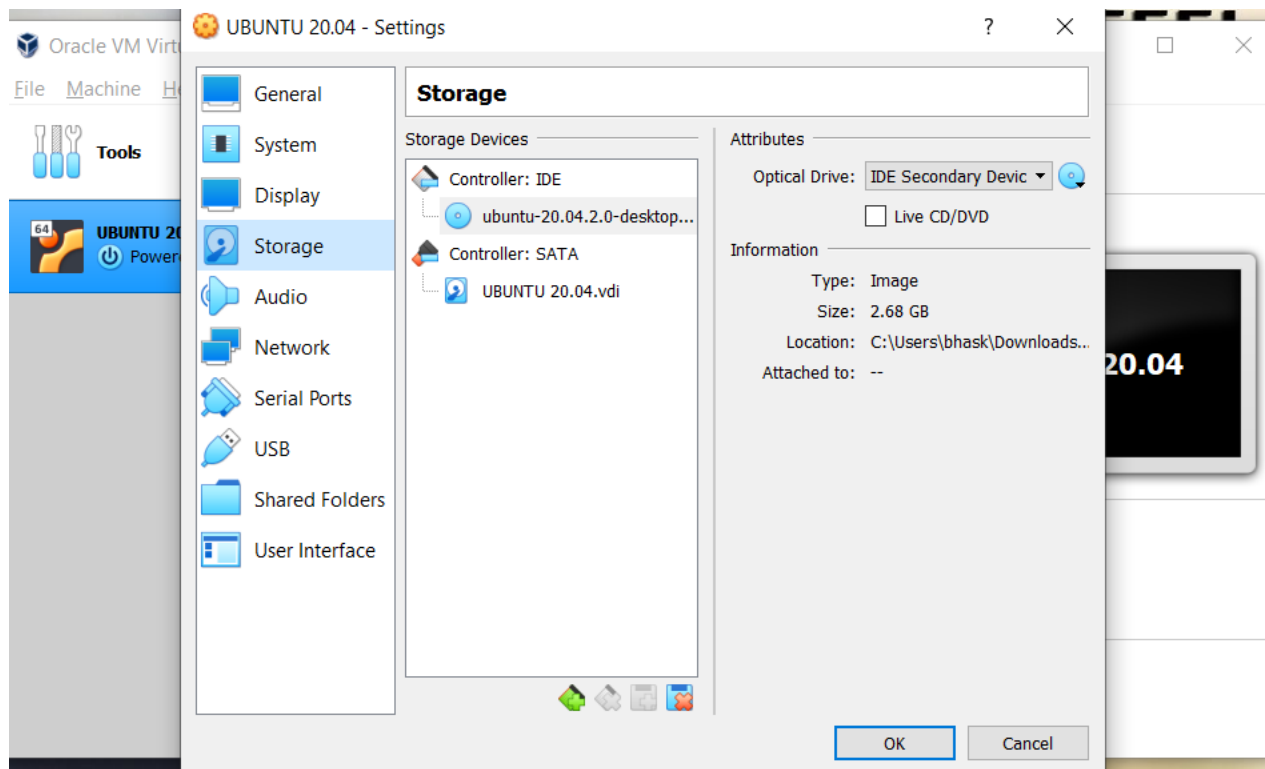 UBUNTU 20.04 - Settings
?
Oracle VM Virtu
File Machine He
Tools
64
UBUNTU 20
Power
General
System
Display
Storage
Audio
Network
Serial Ports
USB
Shared Folders
User Interface
Storage
Storage Devices
Controller: IDE
ubuntu-20.04.2.0-desktop...
Controller: SATA
UBUNTU 20.04.vdi
Attributes
Optical Drive: IDE Secondary Devic
Live CD/DVD
Information
Type: Image
Size: 2.68 GB
Location: C:\Users\bhask\Downloads...
Attached to: --
20.04
OK Cancel